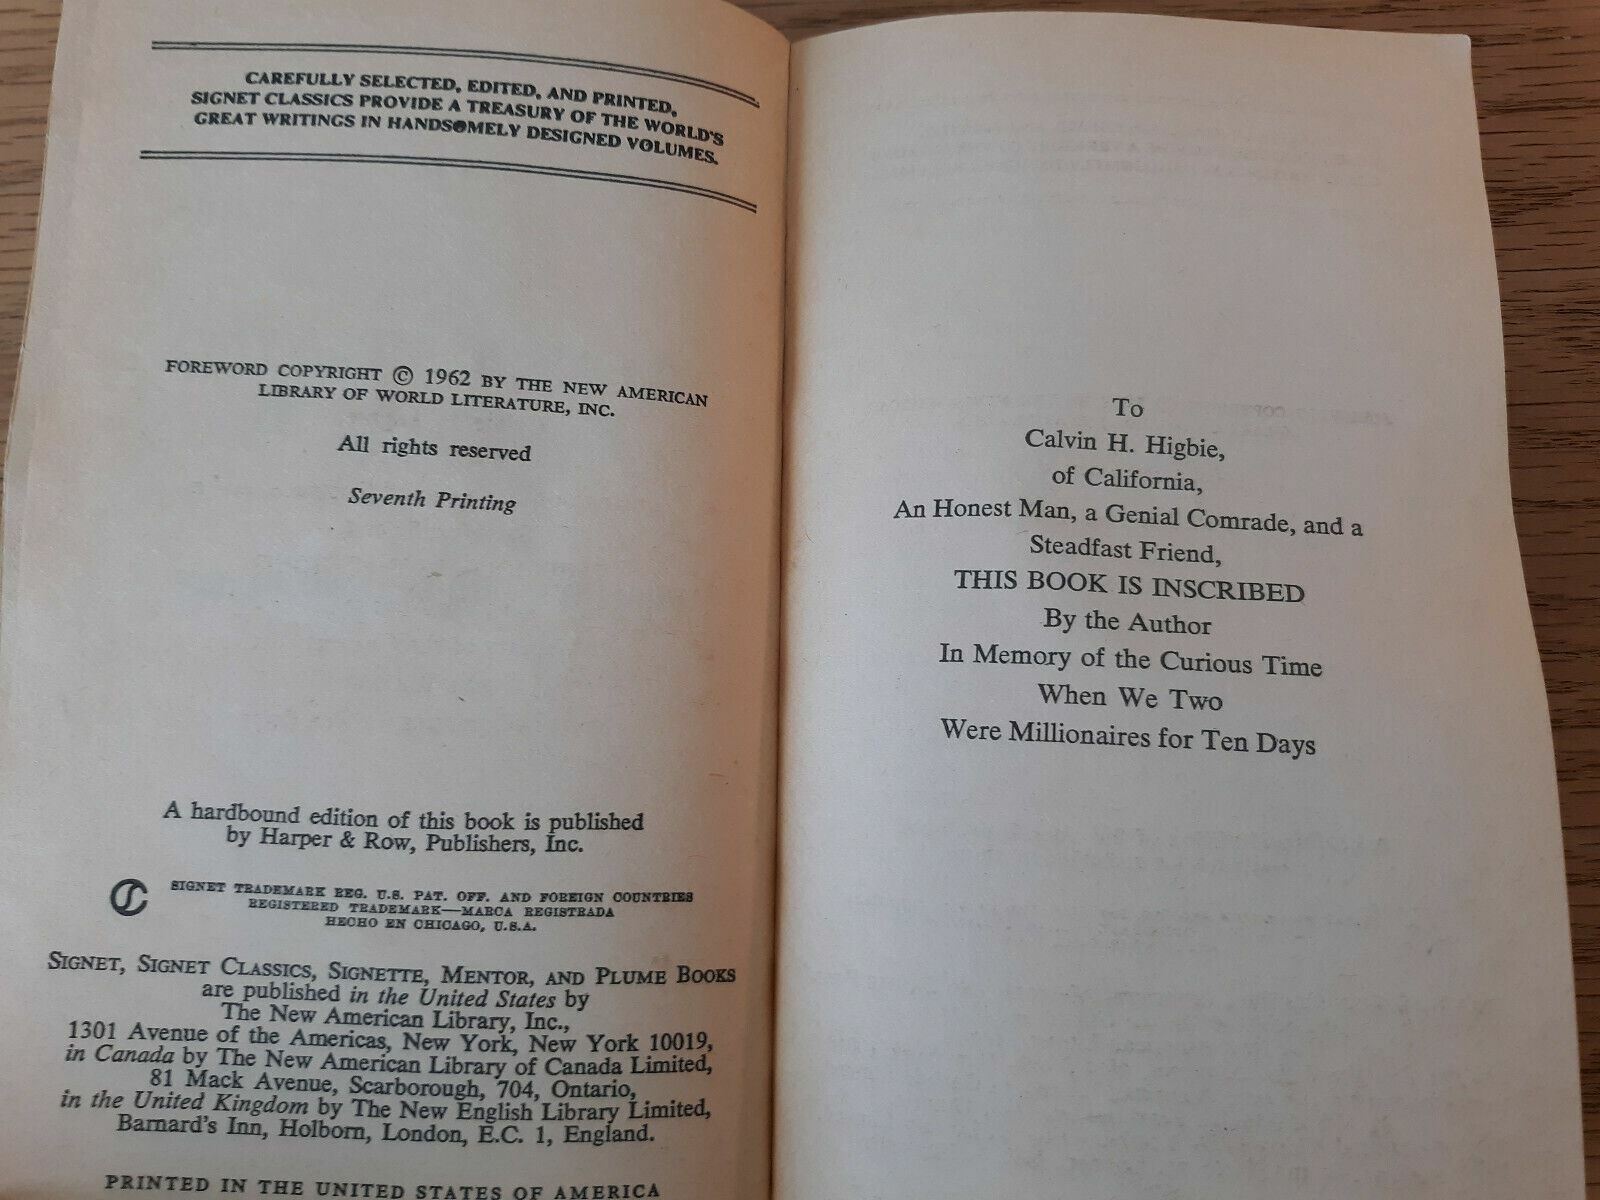 CAREFULLY SELECTED, EDITED, AND PRINTED,
SIGNET CLASSICS PROVIDE A TREASURY OF THE WORLD'S
GREAT WRITINGS IN HANDSOMELY DESIGNED VOLUMES.
FOREWORD COPYRIGHT © 1962 BY THE NEW AMERICAN
LIBRARY OF WORLD LITERATURE, INC.
All rights reserved
Seventh Printing
A hardbound edition of this book is published
by Harper & Row, Publishers, Inc.
SIGNET TRADEMARK REG. U.S. PAT. OFF. AND FOREIGN COUNTRIES
REGISTERED TRADEMARK—MARCA REGISTRADA
HECHO EN CHICAGO, U.S.A.
SIGNET, SIGNET CLASSICS, SIGNETTE, MENTOR, AND PLUME BOOKS
are published in the United States by
The New American Library, Inc.,
1301 Avenue of the Americas, New York, New York 10019,
in Canada by The New American Library of Canada Limited,
81 Mack Avenue, Scarborough, 704, Ontario,
in the United Kingdom by The New English Library Limited,
Barnard's Inn, Holborn, London, E.C. 1, England.
PRINTED IN THE UNITED STATES OF AMERICA
To
Calvin H. Higbie,
of California,
An Honest Man, a Genial Comrade, and a
Steadfast Friend,
THIS BOOK IS INSCRIBED
By the Author
In Memory of the Curious Time
When We Two
Were Millionaires for Ten Days